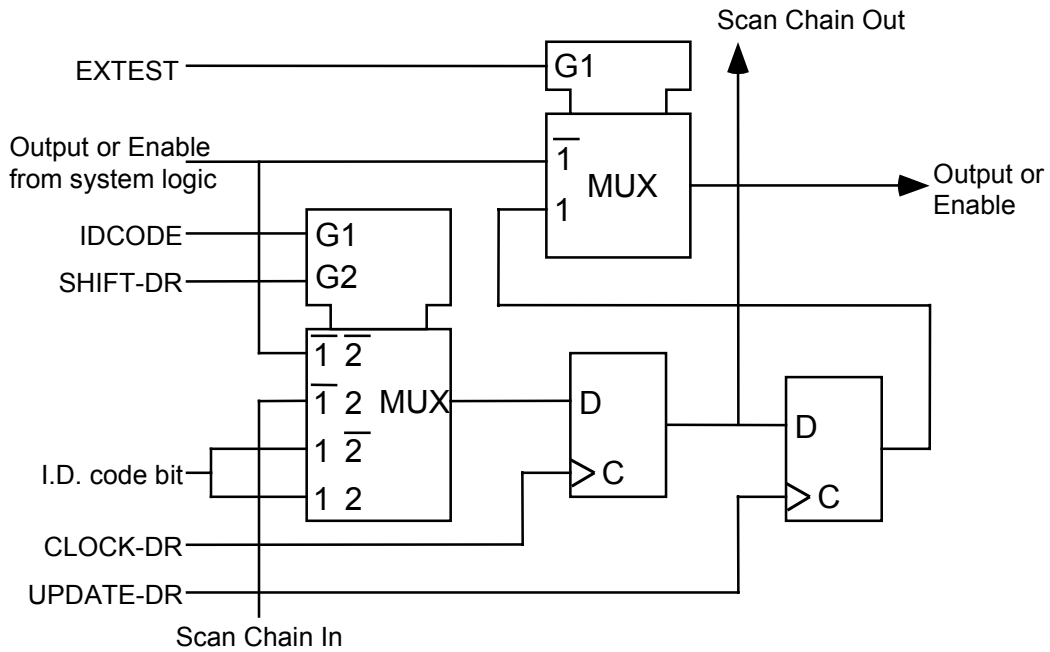 Scan Chain Out
EXTEST
G1
Output or Enable
from system logic
1̅
MUX
1
Output or
Enable
IDCODE
G1
SHIFT-DR
G2
1̅ 2̅
1̅ 2 MUX
1 2̅
1 2
D
C
D
C
I.D. code bit
CLOCK-DR
UPDATE-DR
Scan Chain In